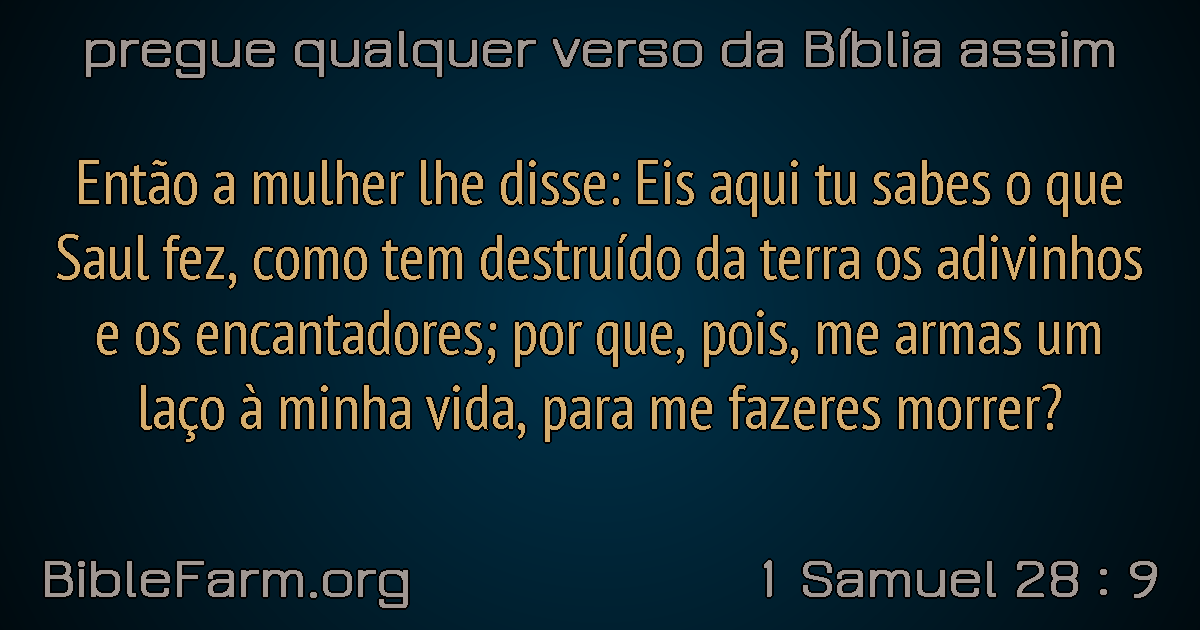 pregue qualquer verso da Bíblia assim
Então a mulher lhe disse: Eis aqui tu sabes o que
Saul fez, como tem destruído da terra os adivinhos
e os encantadores; por que, pois, me armas um
laço à minha vida, para me fazeres morrer?
BibleFarm.org
1 Samuel 28 : 9